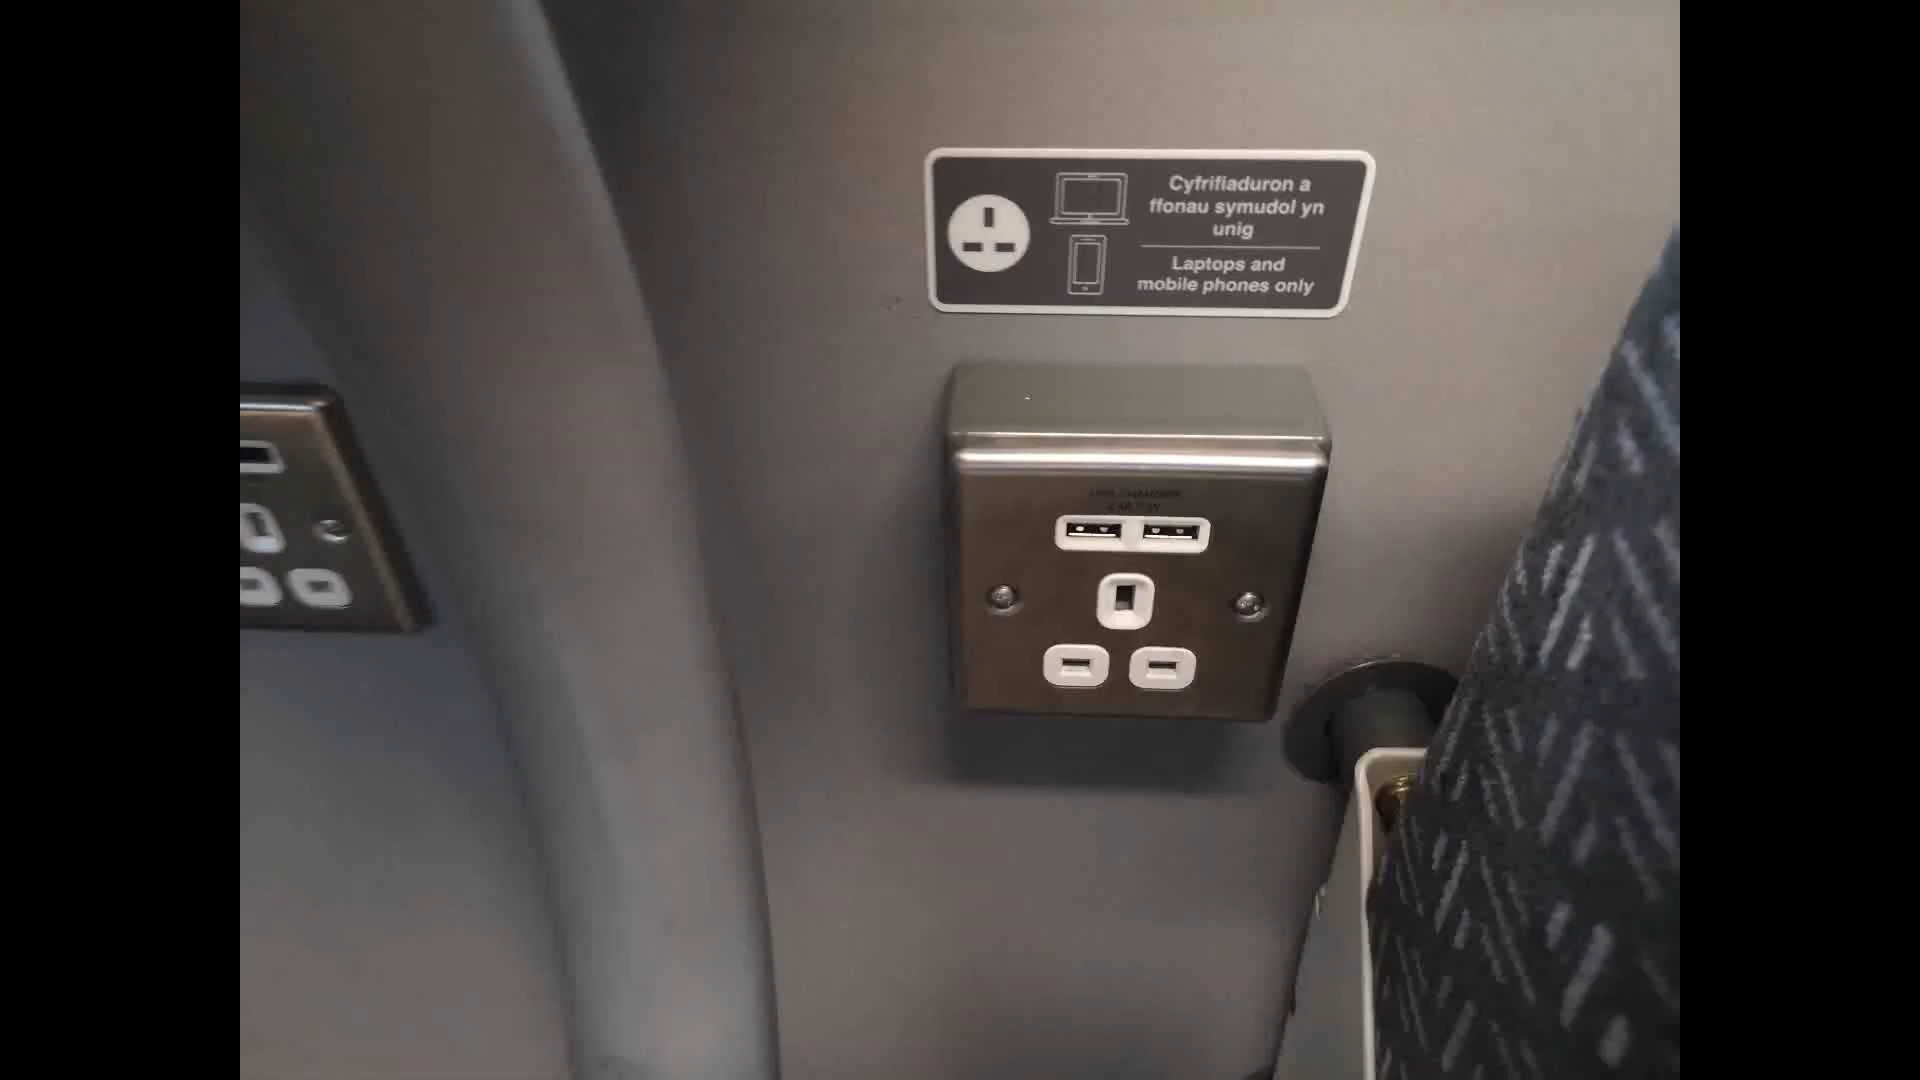 Cyfrifiaduron a
ffonau symudol yn
unig
Laptops and
mobile phones only